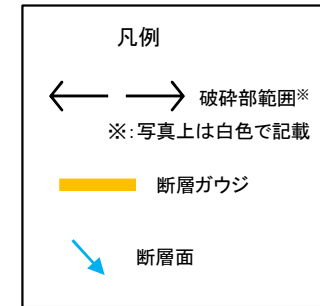 凡例
破砕部範囲※
※:写真上は白色で記載
断層ガウジ
断層面